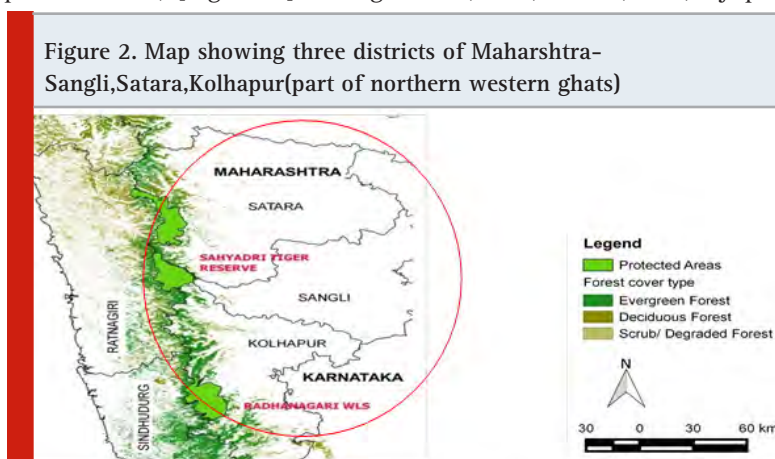 Figure 2. Map showing three districts of Maharshtra-
Sangli,Satara,Kolhapur(part of northern western ghats)
MAHARASHTRA
SATARA
SAHYADRI TIGER
RESERVE
SANGLI
RATNAGIRI
KOLHAPUR
KARNATAKA
SINDHUDURG
RADHANAGARI WLS
Legend
Protected Areas
Forest cover type
Evergreen Forest
Deciduous Forest
Scrub/ Degraded Forest
N
30 0 30 60 km